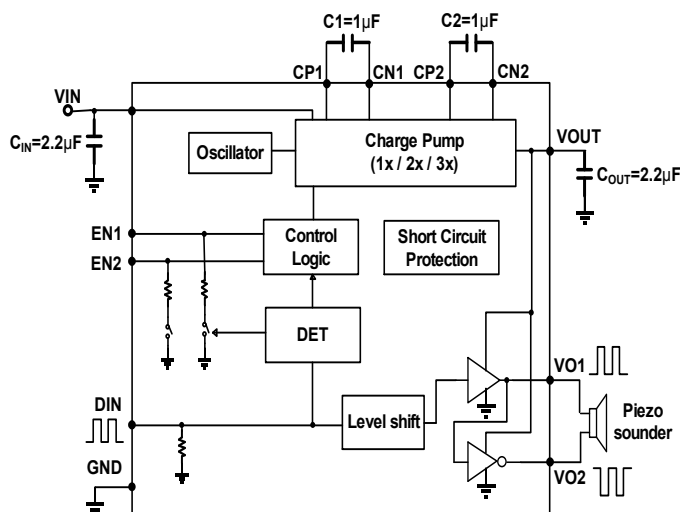 C1=1µF
C2=1µF
CP1
CN1
CP2
CN2
VIN
CIN=2.2µF
Oscillator
Charge Pump
(1x / 2x / 3x)
VOUT
COUT=2.2µF
EN1
EN2
Control
Logic
Short Circuit
Protection
DET
VO1
DIN
Level shift
Piezo
sounder
GND
VO2